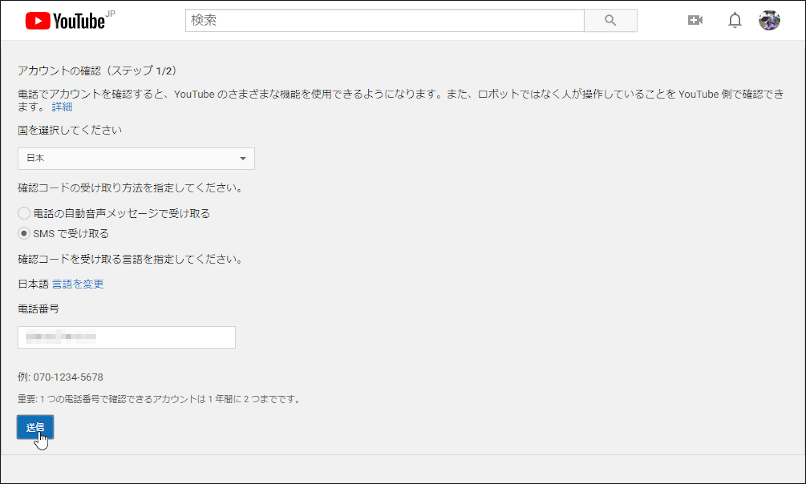 YouTube JP
検索
アカウントの確認（ステップ 1/2）
電話でアカウントを確認すると、YouTube のさまざまな機能を使用できるようになります。また、ロボットではなく人が操作していることを YouTube 側で確認でき
ます。 詳細
国を選択してください
日本
確認コードの受け取り方法を指定してください。
電話の自動音声メッセージで受け取る
SMS で受け取る
確認コードを受け取る言語を指定してください。
日本語 言語を変更
電話番号
例: 070-1234-5678
重要: 1 つの電話番号で確認できるアカウントは 1 年間に 2 つまでです。
送信